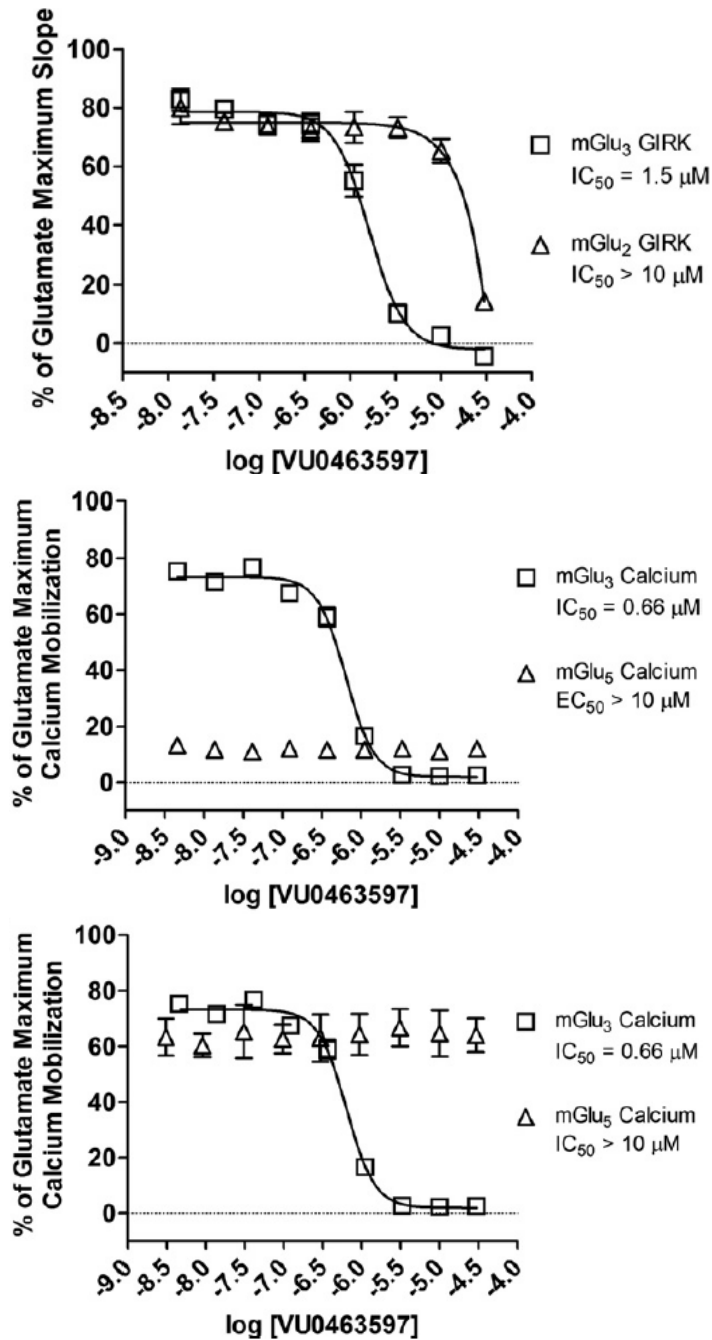 % of Glutamate Maximum Slope
100
80
60
40
20
0
-8.5
-8.0
-7.5
-7.0
-6.5
-6.0
-5.5
-5.0
-4.5
-4.0
log [VU0463597]
mGlu₃ GIRK
IC₅₀ = 1.5 μM
mGlu₂ GIRK
IC₅₀ > 10 μM
% of Glutamate Maximum
Calcium Mobilization
100
80
60
40
20
0
-9.0
-8.5
-8.0
-7.5
-7.0
-6.5
-6.0
-5.5
-5.0
-4.5
-4.0
log [VU0463597]
mGlu₃ Calcium
IC₅₀ = 0.66 μM
mGlu₅ Calcium
EC₅₀ > 10 μM
% of Glutamate Maximum
Calcium Mobilization
100
80
60
40
20
0
-9.0
-8.5
-8.0
-7.5
-7.0
-6.5
-6.0
-5.5
-5.0
-4.5
-4.0
log [VU0463597]
mGlu₃ Calcium
IC₅₀ = 0.66 μM
mGlu₅ Calcium
IC₅₀ > 10 μM